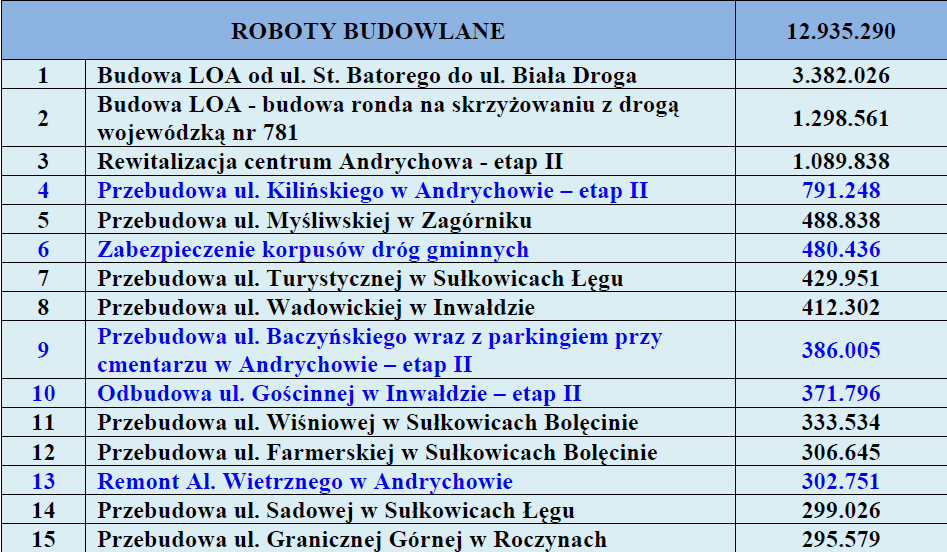 ROBOTY BUDOWLANE 12.935.290
1 Budowa LOA od ul. St. Batorego do ul. Biała Droga 3.382.026
2 Budowa LOA - budowa ronda na skrzyżowaniu z drogą
wojewódzką nr 781 1.298.561
3 Rewitalizacja centrum Andrychowa - etap II 1.089.838
4 Przebudowa ul. Kilińskiego w Andrychowie – etap II 791.248
5 Przebudowa ul. Myśliwskiej w Zagórniku 488.838
6 Zabezpieczenie korpusów dróg gminnych 480.436
7 Przebudowa ul. Turystycznej w Sułkowicach Łęgu 429.951
8 Przebudowa ul. Wadowickiej w Inwałdzie 412.302
9 Przebudowa ul. Baczyńskiego wraz z parkingiem przy
cmentarzu w Andrychowie – etap II 386.005
10 Odbudowa ul. Gościnnej w Inwałdzie – etap II 371.796
11 Przebudowa ul. Wiśniowej w Sułkowicach Bolęcinie 333.534
12 Przebudowa ul. Farmerskiej w Sułkowicach Bolęcinie 306.645
13 Remont Al. Wietrznego w Andrychowie 302.751
14 Przebudowa ul. Sadowej w Sułkowicach Łęgu 299.026
15 Przebudowa ul. Granicznej Górnej w Roczynach 295.579